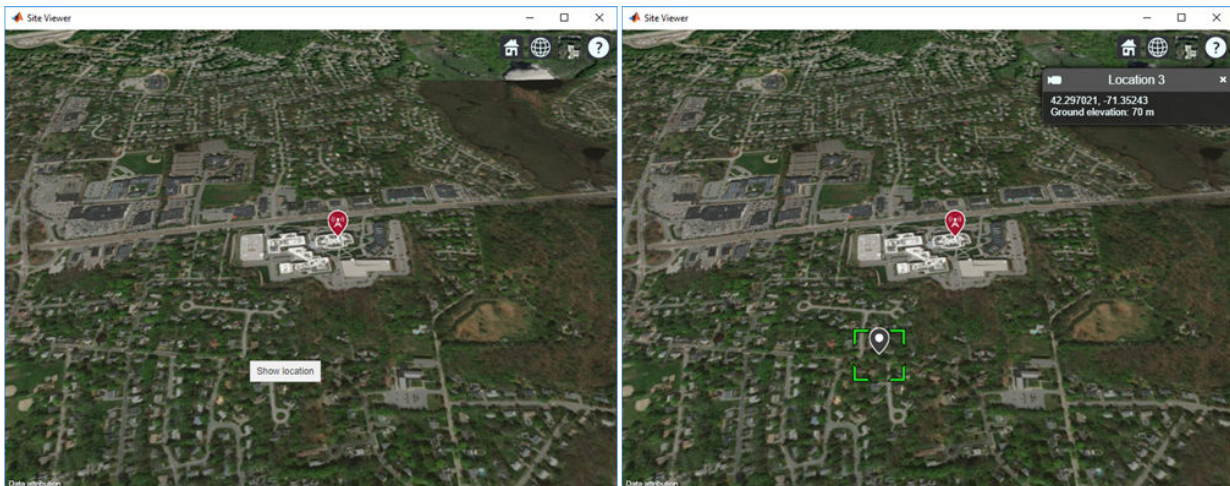 Site Viewer
?
Show location
Data attribution
Site Viewer
?
Location 3
42.297021, -71.35243
Ground elevation: 70 m
Data attribution